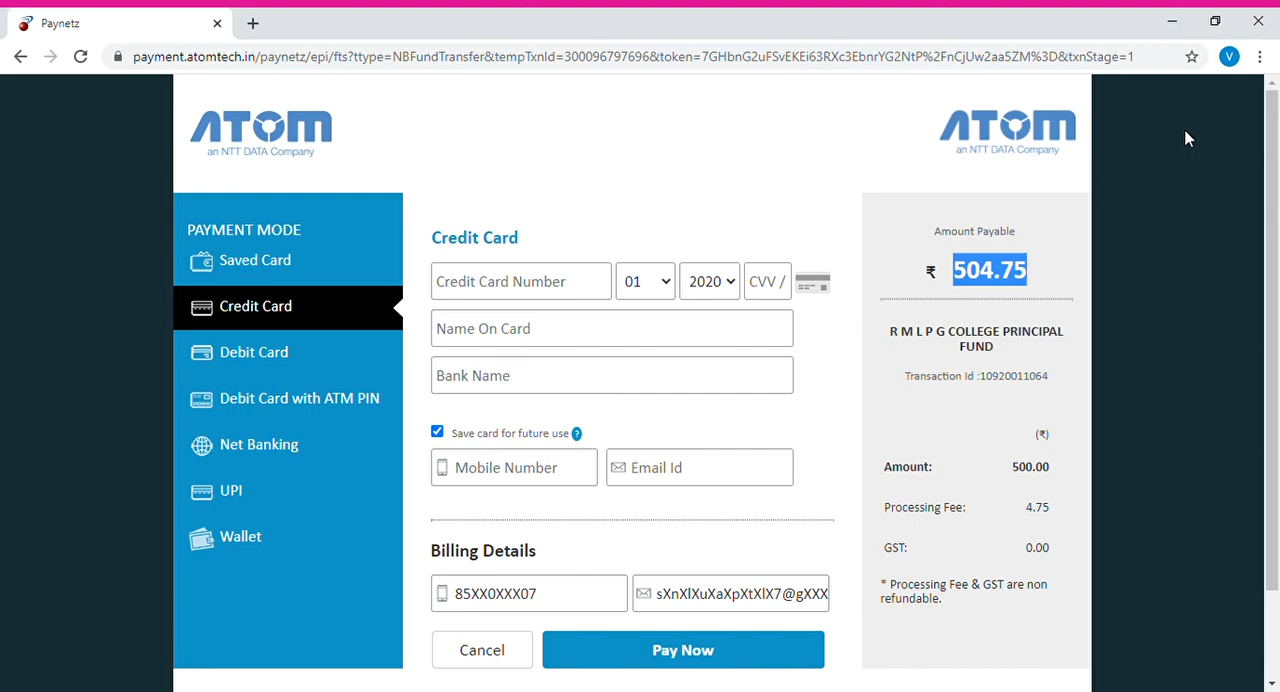 Paynetz
payment.atomtech.in/paynetz/epi/fts?ttype=NBFundTransfer&tempTxnId=300096797696&token=7GHbnG2uFSvEKEi63RXc3EbnrYG2NtP%2FnCjUw2aa5ZM%3D&txnStage=1
V
ATOM
an NTT DATA Company
ATOM
an NTT DATA Company
PAYMENT MODE
Saved Card
Credit Card
Debit Card
Debit Card with ATM PIN
Net Banking
UPI
Wallet
Credit Card
Credit Card Number 01 2020 CVV /
Name On Card
Bank Name
Save card for future use ?
Mobile Number Email Id
Billing Details
85XX0XXX07 sXnXlXuXaXpXtXlX7@gXXX
Cancel Pay Now
Amount Payable
₹ 504.75
R M L P G COLLEGE PRINCIPAL
FUND
Transaction Id :10920011064
(₹)
Amount: 500.00
Processing Fee: 4.75
GST: 0.00
* Processing Fee & GST are non
refundable.